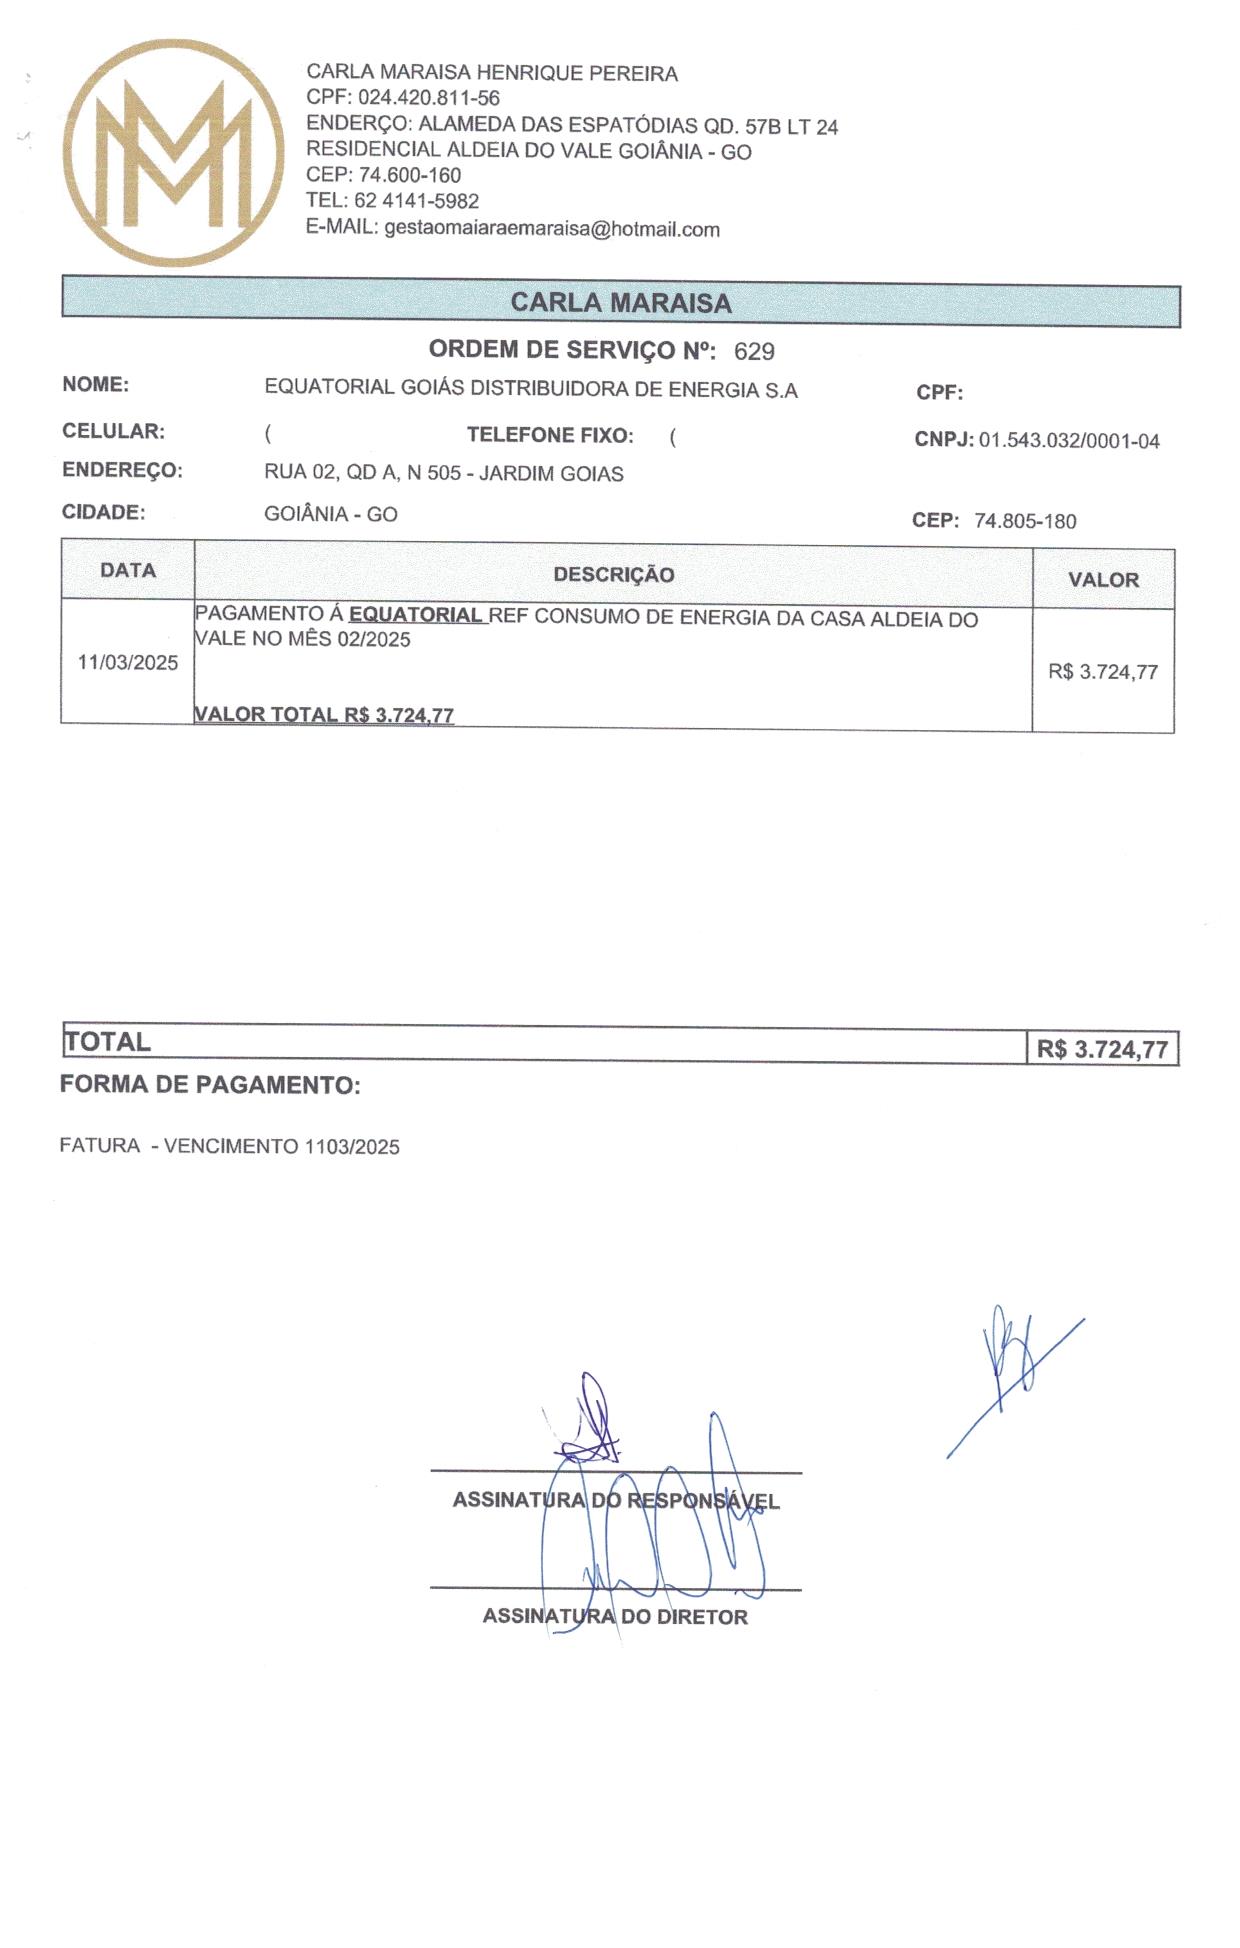 CARLA MARAISA HENRIQUE PEREIRA
CPF: 024.420.811-56
ENDERÇO: ALAMEDA DAS ESPATÓDIAS QD. 57B LT 24
RESIDENCIAL ALDEIA DO VALE GOIÂNIA - GO
CEP: 74.600-160
TEL: 62 4141-5982
E-MAIL: gestaomaiaraemaraisa@hotmail.com
CARLA MARAISA
ORDEM DE SERVIÇO Nº: 629
NOME: EQUATORIAL GOIÁS DISTRIBUIDORA DE ENERGIA S.A CPF:
CELULAR: ( TELEFONE FIXO: ( CNPJ: 01.543.032/0001-04
ENDEREÇO: RUA 02, QD A, N 505 - JARDIM GOIAS
CIDADE: GOIÂNIA - GO CEP: 74.805-180
DATA DESCRIÇÃO VALOR
PAGAMENTO Á EQUATORIAL REF CONSUMO DE ENERGIA DA CASA ALDEIA DO
VALE NO MÊS 02/2025
11/03/2025 R$ 3.724,77
VALOR TOTAL R$ 3.724,77
TOTAL R$ 3.724,77
FORMA DE PAGAMENTO:
FATURA - VENCIMENTO 1103/2025
ASSINATURA DO RESPONSÁVEL
ASSINATURA DO DIRETOR